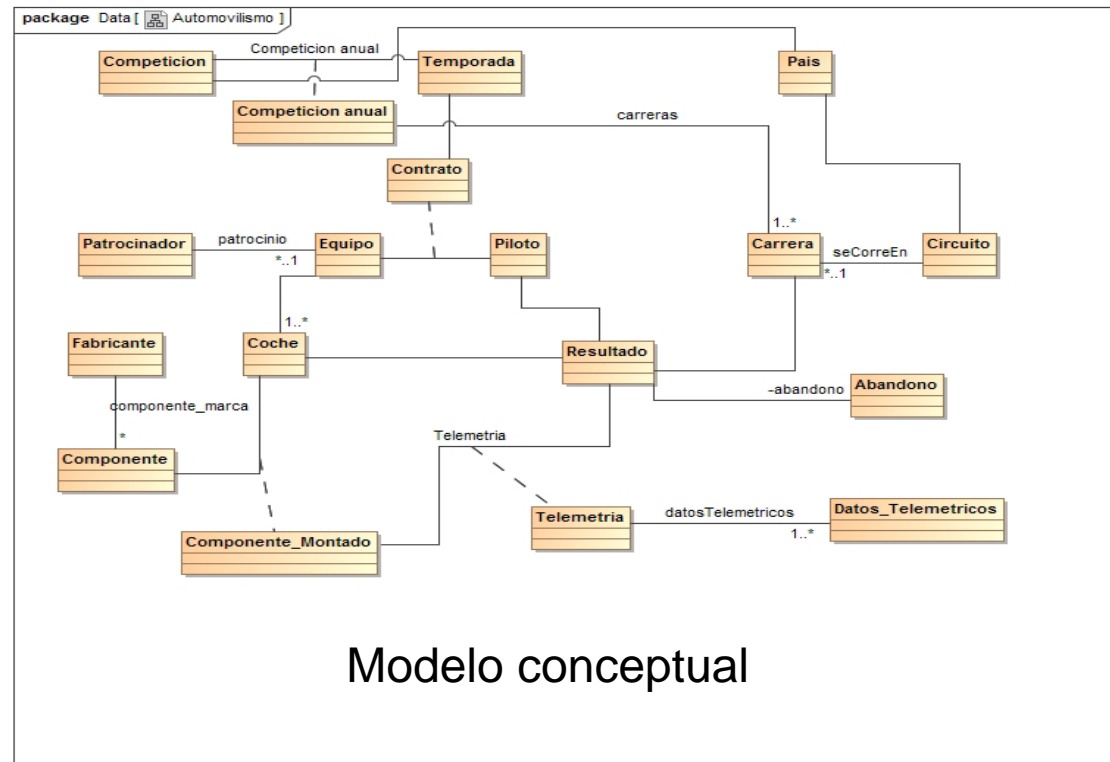 package Data [ Automovilismo ]
Competicion anual
Competicion
Temporada
Pais
Competicion anual
carreras
Contrato
1..*
Patrocinador
patrocinio
Equipo
Piloto
Carrera
seCorreEn
Circuito
*..1
*..1
1..*
Fabricante
Coche
Resultado
-abandono
Abandono
componente_marca
*
Telemetria
Componente
Telemetria
datosTelemetricos
Datos_Telemetricos
1..*
Componente_Montado
Modelo conceptual